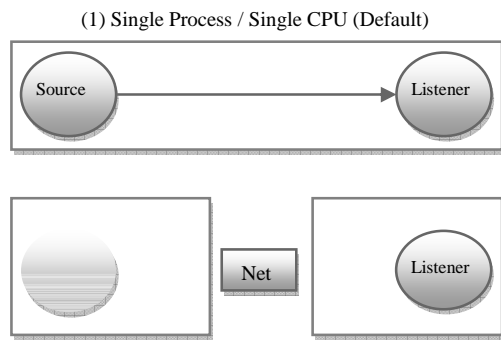 (1) Single Process / Single CPU (Default)
Source
Listener
Net
Listener